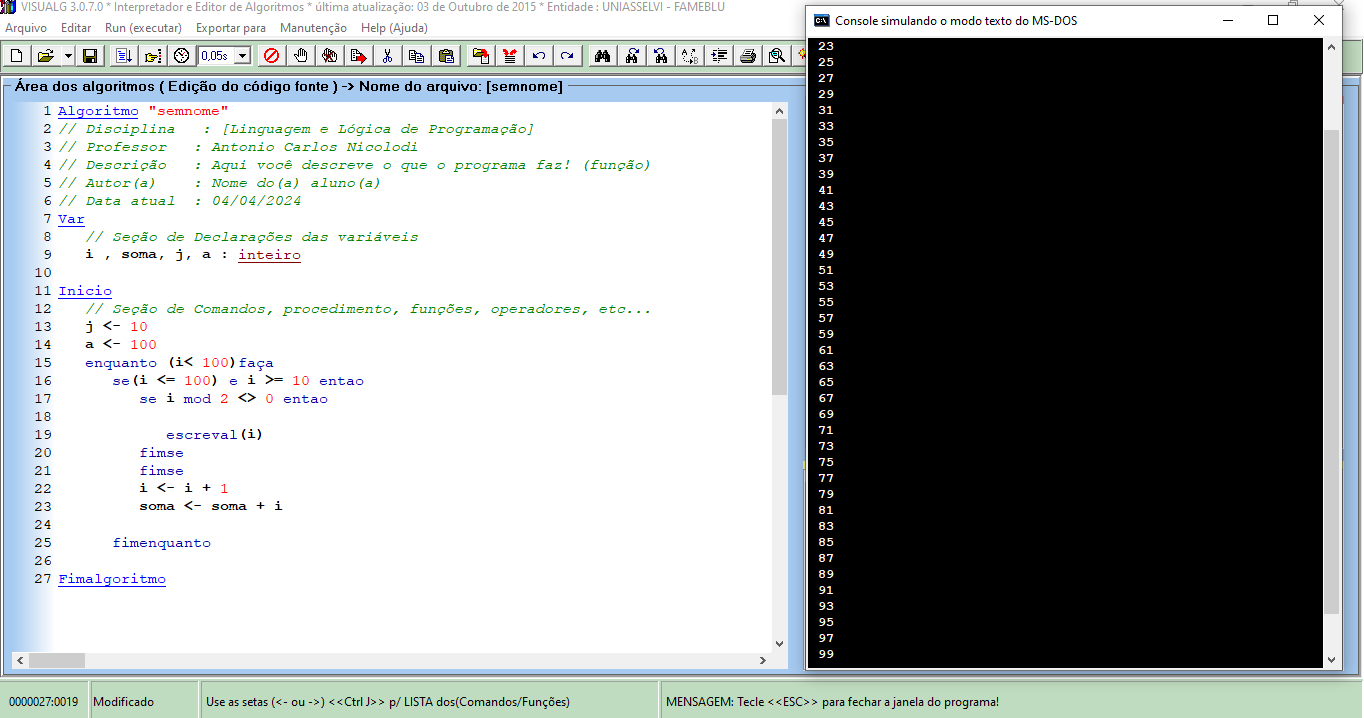 VISUALG 3.0.7.0 * Interpretador e Editor de Algoritmos * última atualização: 03 de Outubro de 2015 * Entidade : UNIASSELVI - FAMEBLU
Arquivo Editar Run (executar) Exportar para Manutenção Help (Ajuda)
0,05s
Área dos algoritmos ( Edição do código fonte ) -> Nome do arquivo: [semnome]
1 Algoritmo "semnome"
2 // Disciplina   : [Linguagem e Lógica de Programação]
3 // Professor   : Antonio Carlos Nicolodi
4 // Descrição   : Aqui você descreve o que o programa faz! (função)
5 // Autor(a)    : Nome do(a) aluno(a)
6 // Data atual  : 04/04/2024
7 Var
8    // Seção de Declarações das variáveis
9    i , soma, j, a : inteiro
10
11 Inicio
12    // Seção de Comandos, procedimento, funções, operadores, etc...
13    j <- 10
14    a <- 100
15    enquanto (i< 100)faça
16       se(i <= 100) e i >= 10 entao
17          se i mod 2 <> 0 entao
18
19             escreval(i)
20          fimse
21          fimse
22          i <- i + 1
23          soma <- soma + i
24
25       fimenquanto
26
27 Fimalgoritmo
Console simulando o modo texto do MS-DOS
23
25
27
29
31
33
35
37
39
41
43
45
47
49
51
53
55
57
59
61
63
65
67
69
71
73
75
77
79
81
83
85
87
89
91
93
95
97
99
0000027:0019 Modificado Use as setas (<- ou ->) <<Ctrl J>> p/ LISTA dos(Comandos/Funções) MENSAGEM: Tecle <<ESC>> para fechar a janela do programa!